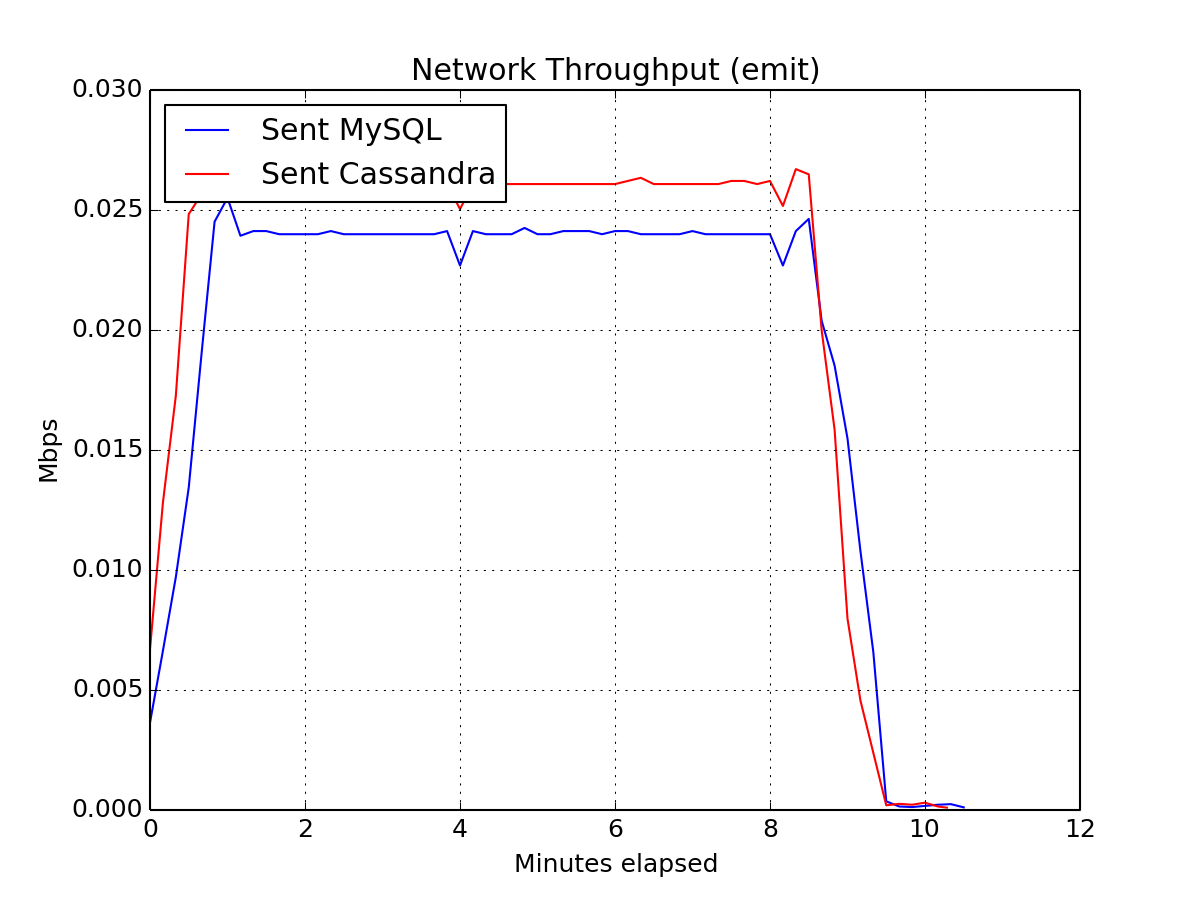 Network Throughput (emit)
0.030
Sent MySQL
Sent Cassandra
0.025
0.020
0.015
0.010
0.005
0.000
Mbps
0 2 4 6 8 10 12
Minutes elapsed